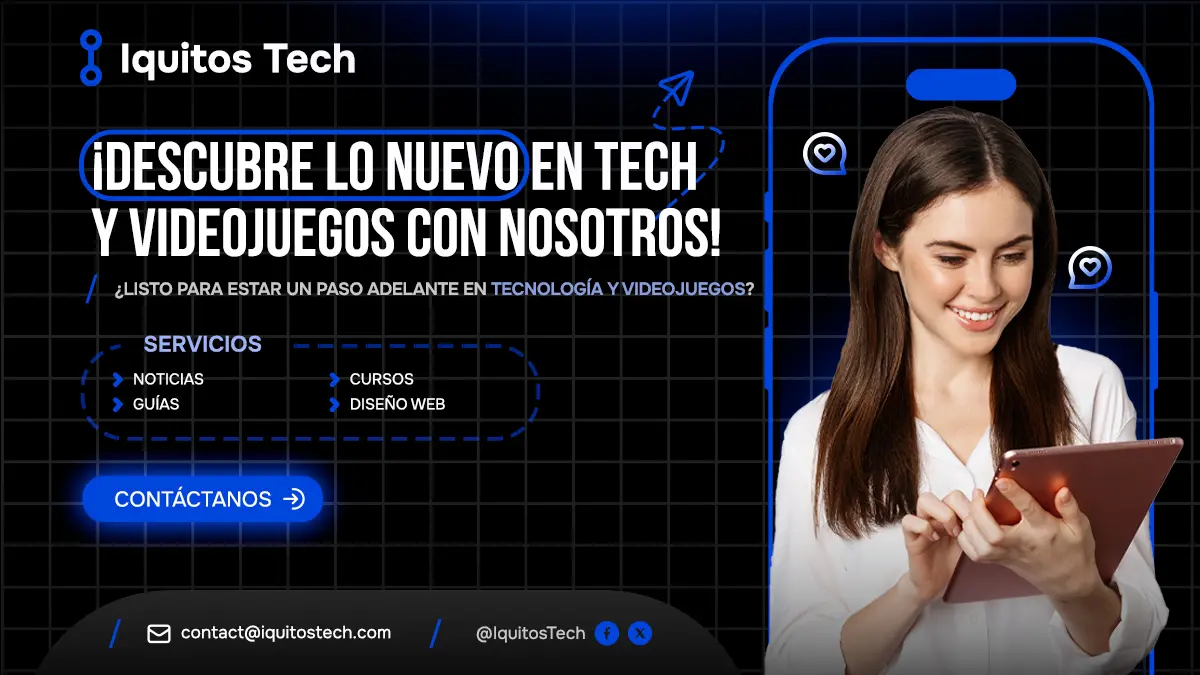 Iquitos Tech
¡DESCUBRE LO NUEVO EN TECH
Y VIDEOJUEGOS CON NOSOTROS!
¿LISTO PARA ESTAR UN PASO ADELANTE EN TECNOLOGÍA Y VIDEOJUEGOS?
SERVICIOS
NOTICIAS
CURSOS
GUÍAS
DISEÑO WEB
CONTÁCTANOS
contact@iquitostech.com
@IquitosTech